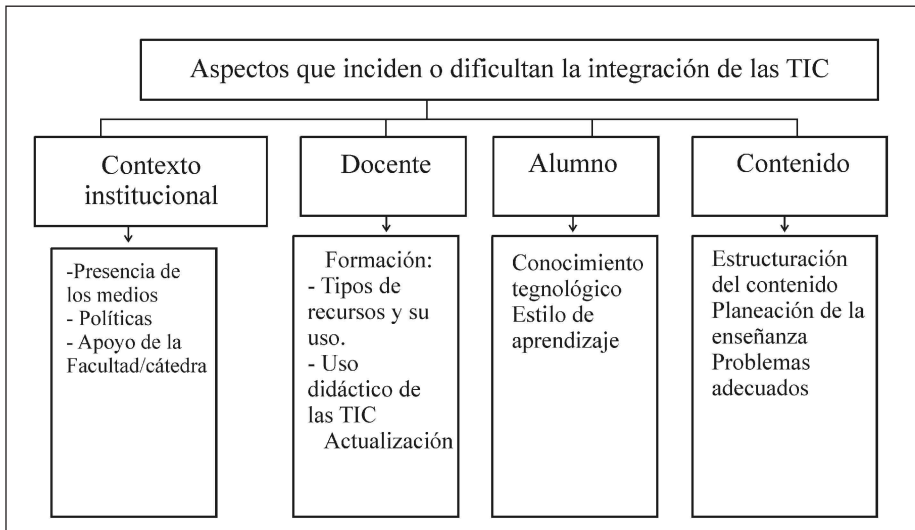 Aspectos que inciden o dificultan la integración de las TIC
Contexto
institucional
-Presencia de
los medios
- Políticas
- Apoyo de la
Facultad/cátedra
Docente
Formación:
- Tipos de
recursos y su
uso.
- Uso
didáctico de
las TIC
Actualización
Alumno
Conocimiento
tegnológico
Estilo de
aprendizaje
Contenido
Estructuración
del contenido
Planeación de la
enseñanza
Problemas
adecuados